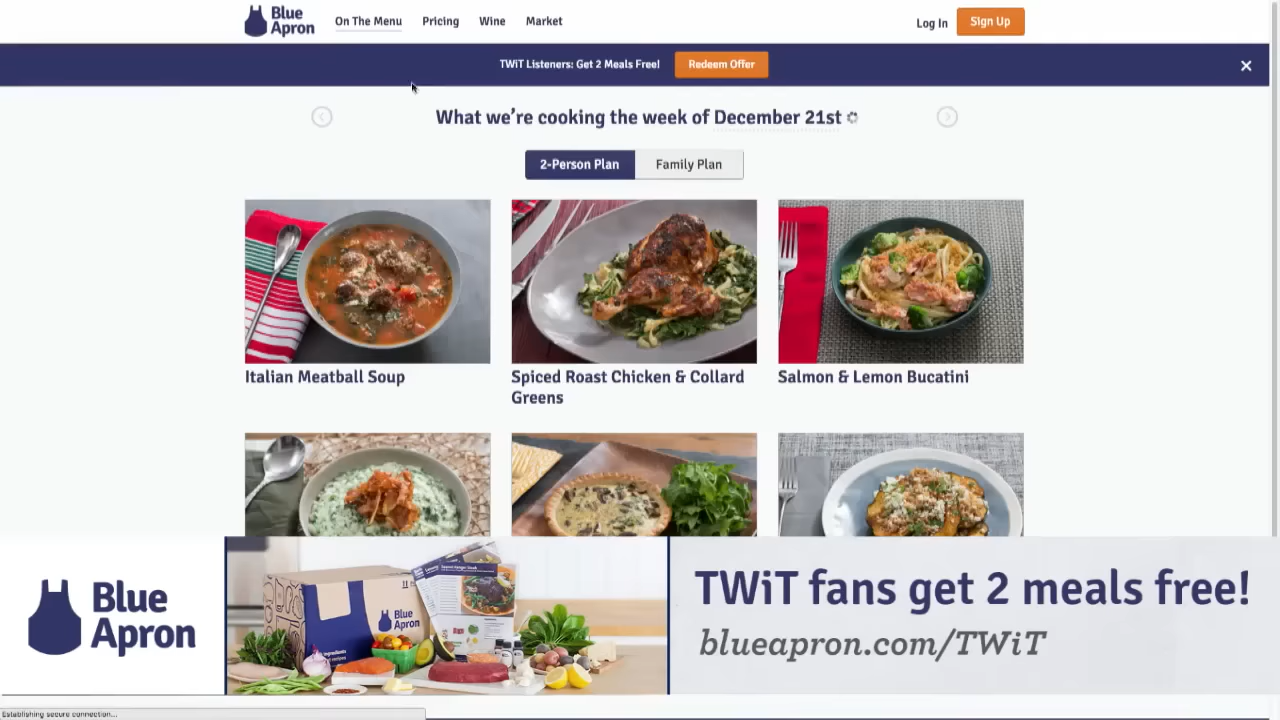 Blue
Apron
On The Menu
Pricing
Wine
Market
Log In
Sign Up
TWiT Listeners: Get 2 Meals Free!
Redeem Offer
What we’re cooking the week of December 21st
2-Person Plan
Family Plan
Italian Meatball Soup
Spiced Roast Chicken & Collard
Greens
Salmon & Lemon Bucatini
Blue
Apron
Blue
Apron
TWiT fans get 2 meals free!
blueapron.com/TWiT
Establishing secure connection...